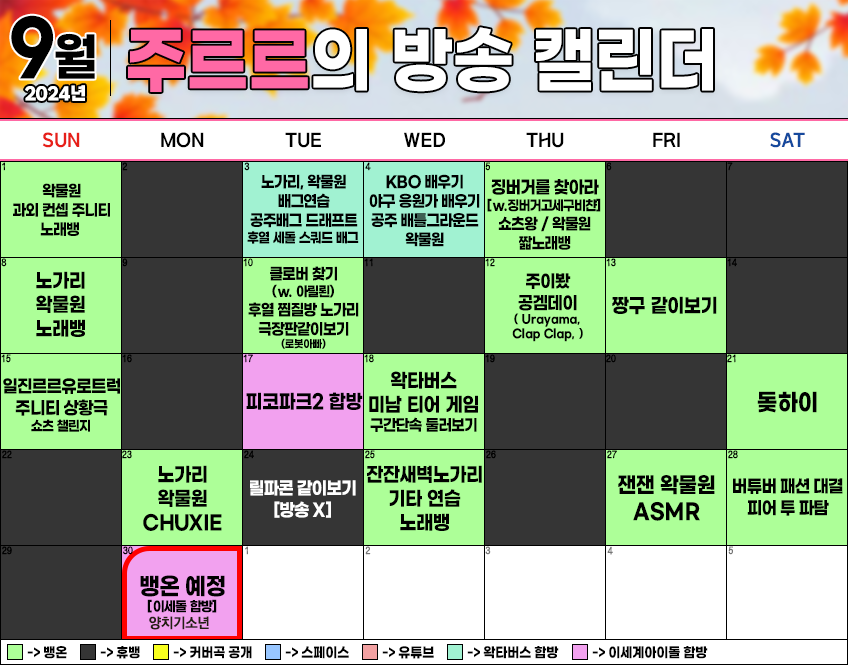 9월
2024년
주르르의 방송 캘린더
SUN MON TUE WED THU FRI SAT
1
왁물원
과외 컨셉 주니티
노래뱅
2
3
노가리, 왁물원
배그연습
공주배그 드래프트
후열 세돌 스쿼드 배그
4
KBO 배우기
야구 응원가 배우기
공주 배틀그라운드
왁물원
5
징버거를 찾아라
[w.징버거고세구비챤]
쇼츠왕 / 왁물원
짧노래뱅
6
7
8
노가리
왁물원
노래뱅
9
10
클로버 찾기
(w. 아릴린)
후열 찜질방 노가리
극장판같이보기
(로봇아빠)
11
12
주이봤
공겜데이
( Urayama,
Clap Clap, )
13
짱구 같이보기
14
15
일진르르유로트럭
주니티 상황극
쇼츠 챌린지
16
17
피코파크2 합방
18
왁타버스
미남 티어 게임
구간단속 둘러보기
19
20
21
돚하이
22
23
노가리
왁물원
CHUXIE
24
릴파콘 같이보기
[방송 X]
25
잔잔새벽노가리
기타 연습
노래뱅
26
27
잰잰 왁물원
ASMR
28
버튜버 패션 대결
피어 투 파탐
29
30
뱅온 예정
[이세돌 합방]
양치기소년
1
2
3
4
5
-> 뱅온 -> 휴뱅 -> 커버곡 공개 -> 스페이스 -> 유튜브 -> 왁타버스 합방 -> 이세계아이돌 합방